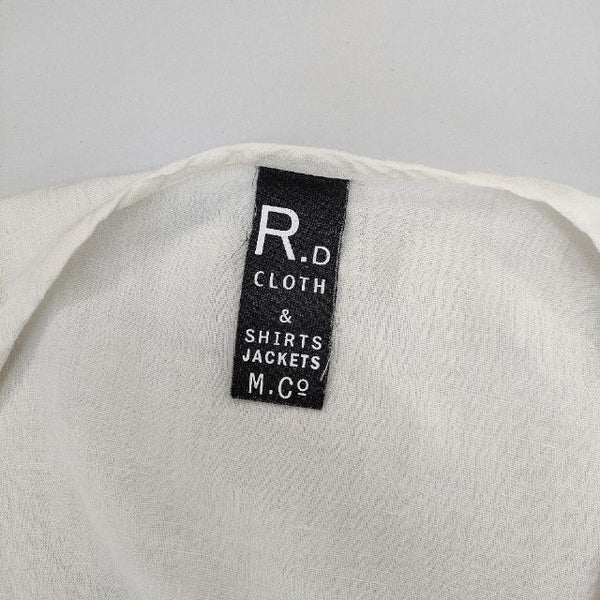 R.D
CLOTH
&
SHIRTS
JACKETS
M.Cº